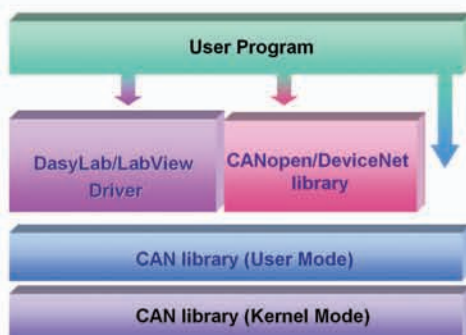 User Program
DasyLab/LabView
Driver
CANopen/DeviceNet
library
CAN library (User Mode)
CAN library (Kernel Mode)